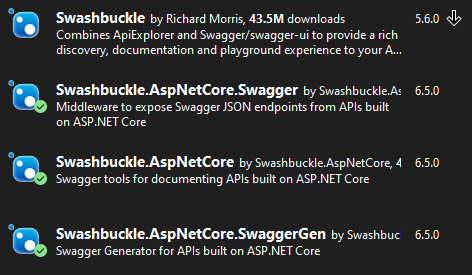 Swashbuckle by Richard Morris, 43.5M downloads 5.6.0
Combines ApiExplorer and Swagger/swagger-ui to provide a rich
discovery, documentation and playground experience to your A...
Swashbuckle.AspNetCore.Swagger by Swashbuckle.As 6.5.0
Middleware to expose Swagger JSON endpoints from APIs built
on ASP.NET Core
Swashbuckle.AspNetCore by Swashbuckle.AspNetCore, 4 6.5.0
Swagger tools for documenting APIs built on ASP.NET Core
Swashbuckle.AspNetCore.SwaggerGen by Swashbuc 6.5.0
Swagger Generator for APIs built on ASP.NET Core